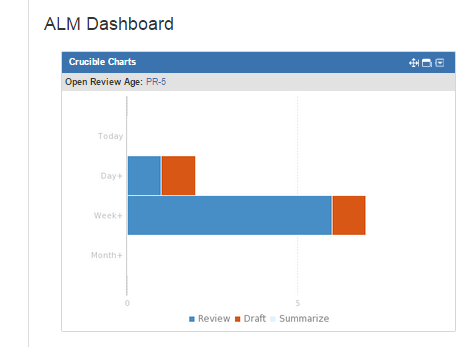 ALM Dashboard
Crucible Charts
Open Review Age: PR-5
Today
Day+
Week+
Month+
0 5
Review Draft Summarize